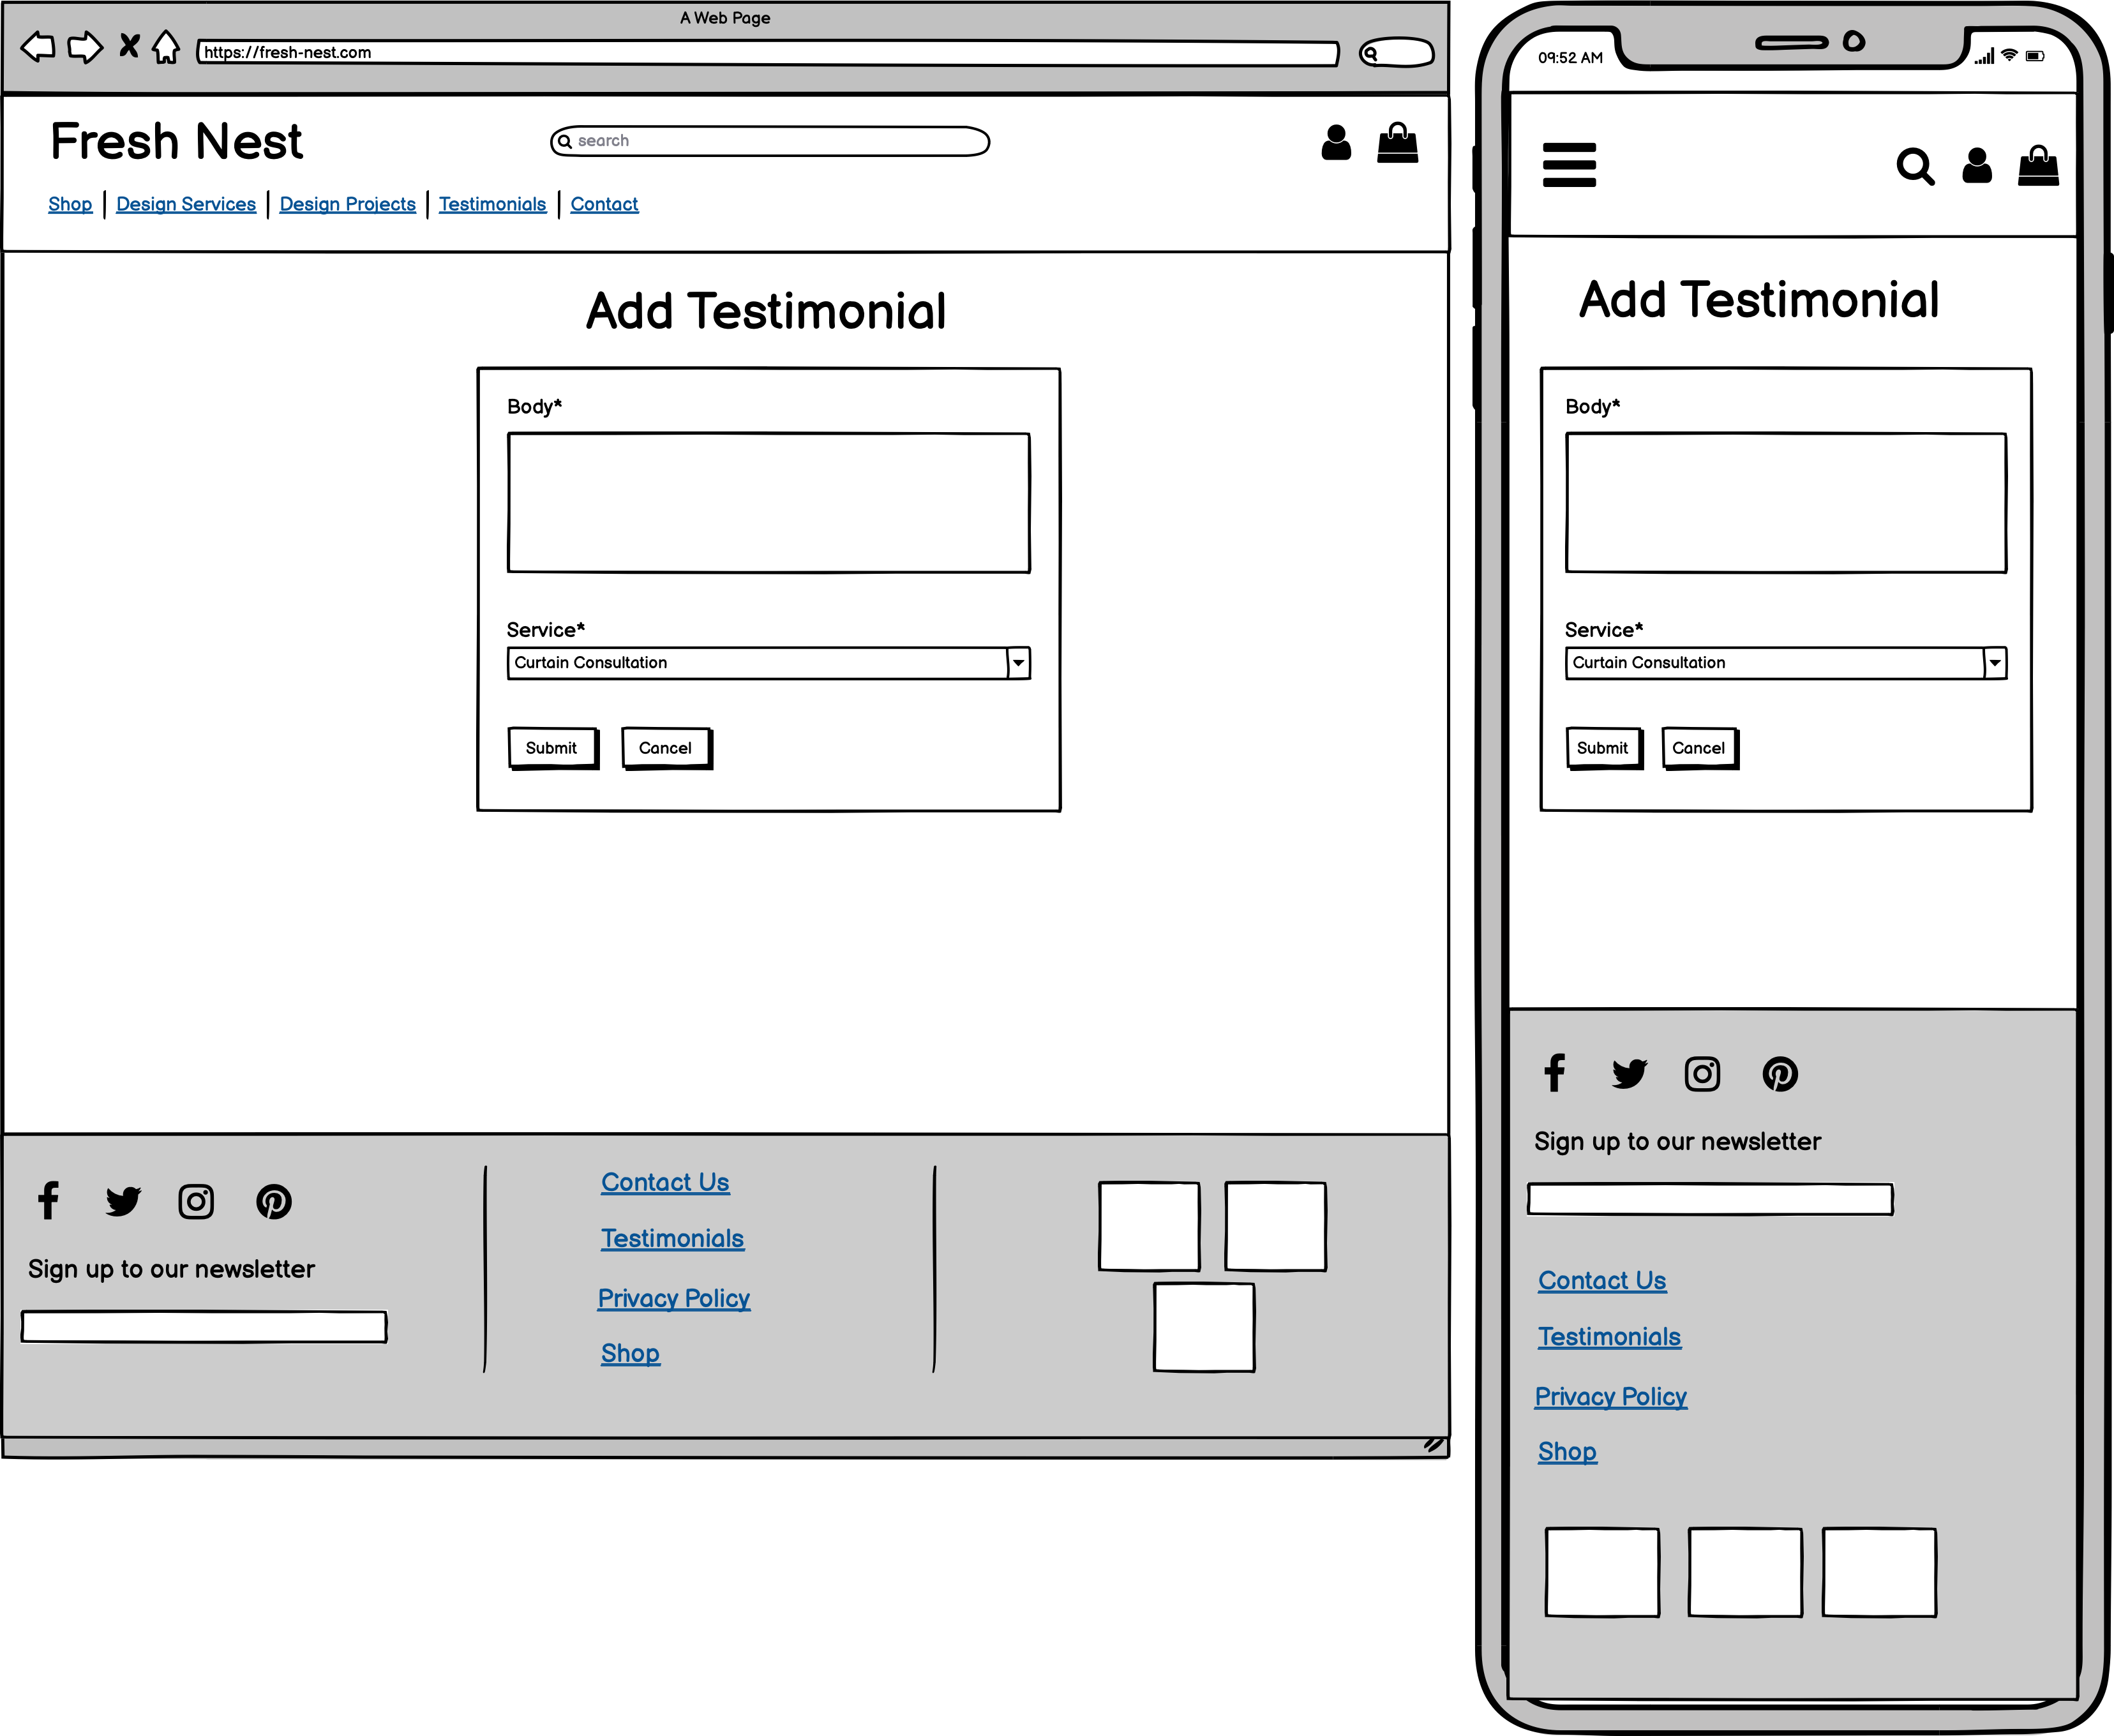 A Web Page
https://fresh-nest.com
Fresh Nest
search
Shop Design Services Design Projects Testimonials Contact
Add Testimonial
Body*
Service*
Curtain Consultation
Submit Cancel
Contact Us
Testimonials
Sign up to our newsletter
Privacy Policy
Shop
09:52 AM
Add Testimonial
Body*
Service*
Curtain Consultation
Submit Cancel
Sign up to our newsletter
Contact Us
Testimonials
Privacy Policy
Shop